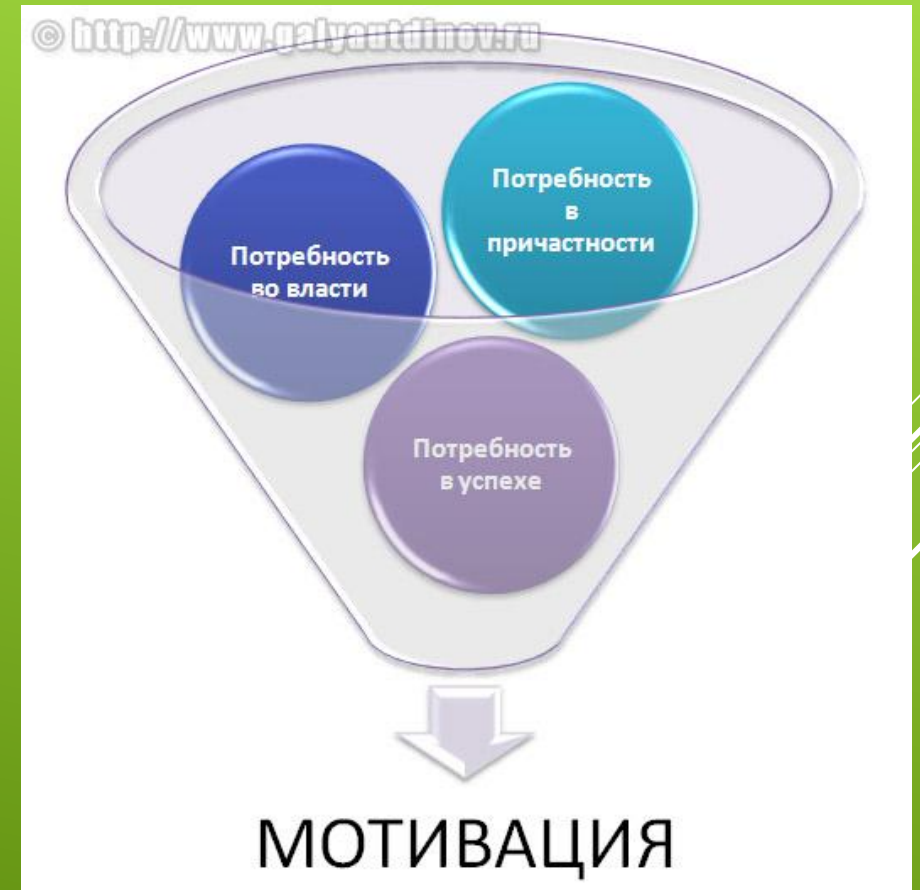 © http://www.galyautdinov.ru
Потребность
в
причастности
Потребность
во власти
Потребность
в успехе
МОТИВАЦИЯ